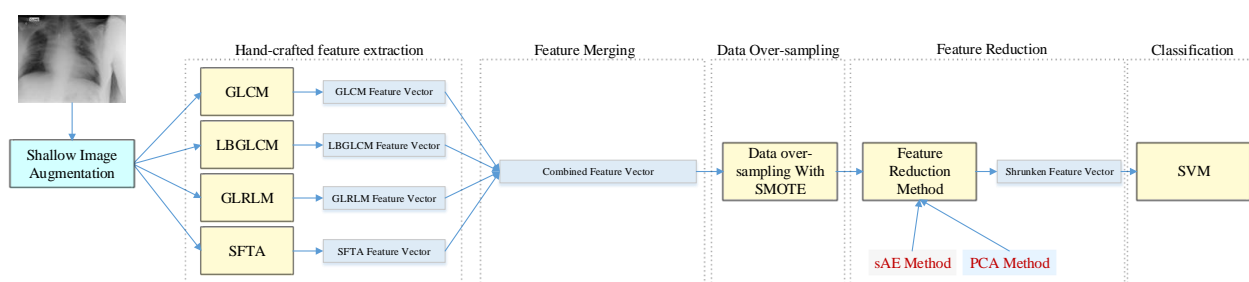 Hand-crafted feature extraction
Feature Merging
Data Over-sampling
Feature Reduction
Classification
Shallow Image
Augmentation
GLCM
GLCM Feature Vector
LBGLCM
LBGLCM Feature Vector
GLRLM
GLRLM Feature Vector
SFTA
SFTA Feature Vector
Combined Feature Vector
Data over-
sampling With
SMOTE
Feature
Reduction
Method
Shrunken Feature Vector
SVM
sAE Method
PCA Method